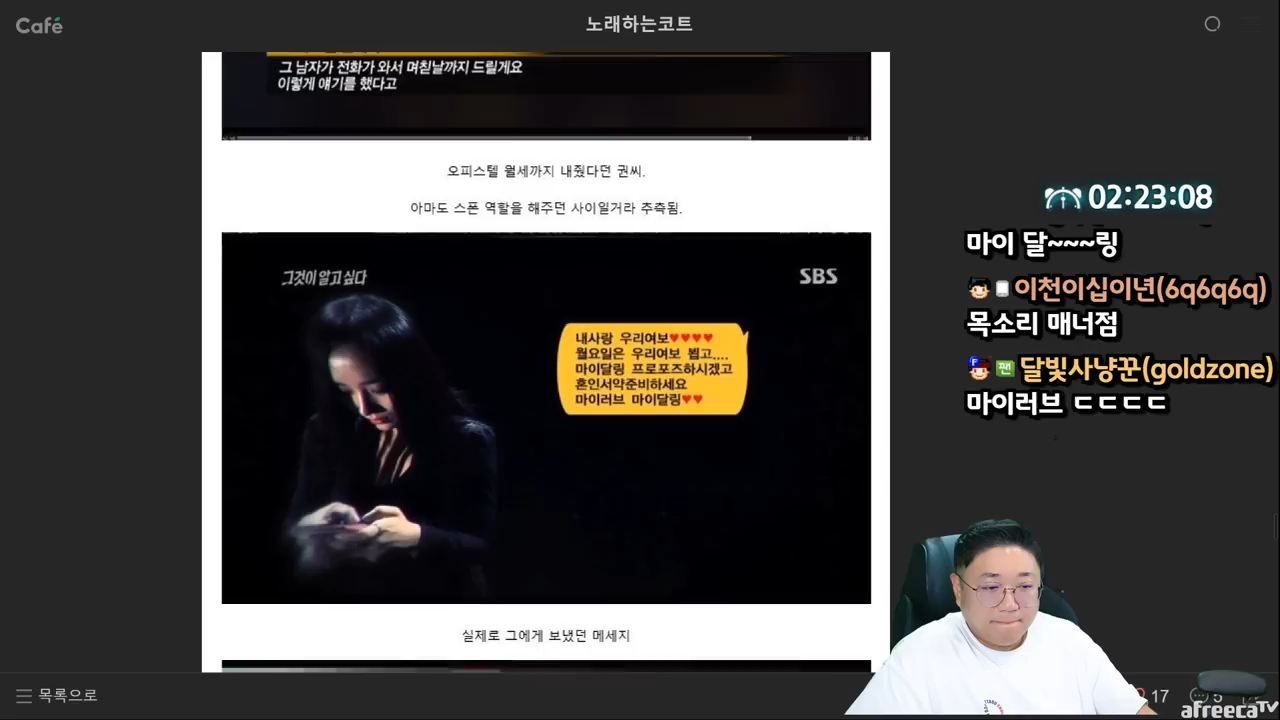 Café
노래하는코트
그 남자가 전화가 와서 며칟날까지 드릴게요
이렇게 얘기를 했다고
오피스텔 월세까지 내줬다던 권씨.
아마도 스폰 역할을 해주던 사이일거라 추측됨.
그것이 알고 싶다
SBS
내사랑 우리여보♥♥♥♥
월요일은 우리여보 뵙고....
마이달링 프로포즈하시겠고
혼인서약준비하세요
마이러브 마이달링♥♥
실제로 그에게 보냈던 메세지
02:23:08
마이 달~~~링
이천이십이년(6q6q6q)
목소리 매너점
팬 달빛사냥꾼(goldzone)
마이러브 ㄷㄷㄷㄷ
목록으로
17
5
afreecaTV